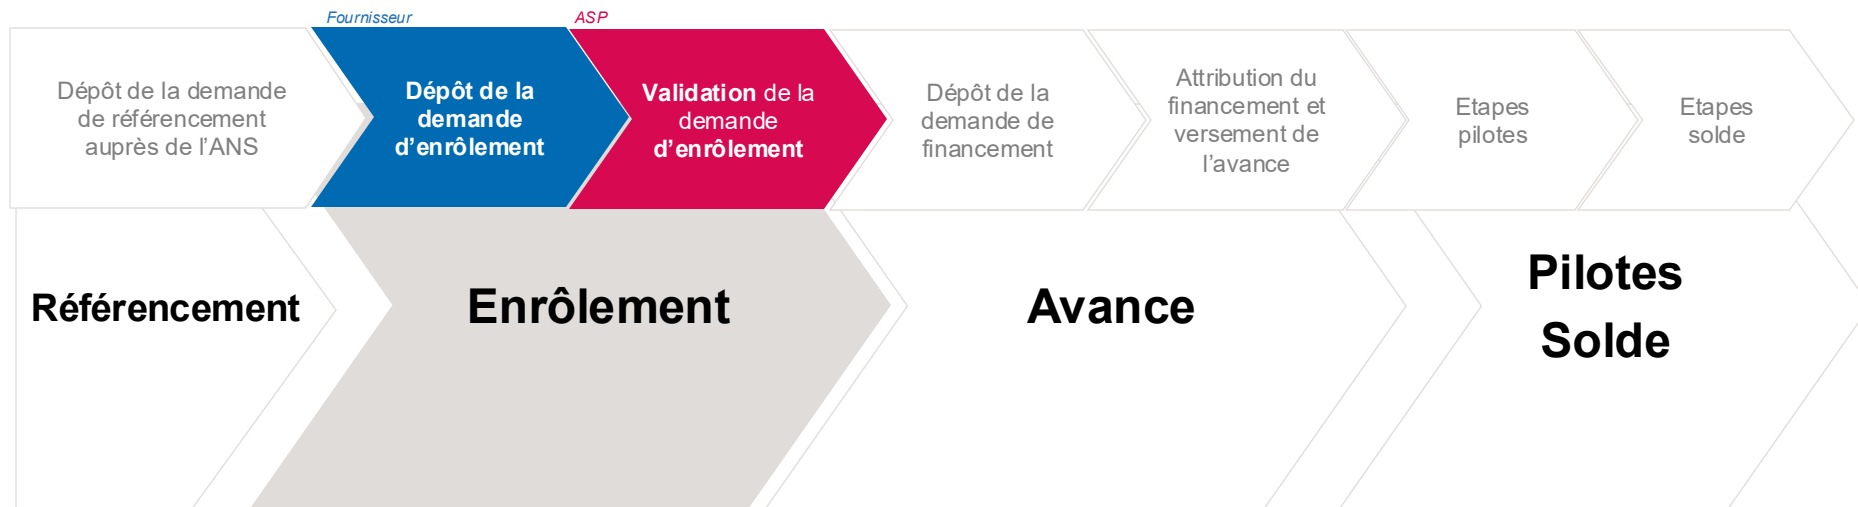 Fournisseur
ASP
Dépôt de la demande
de référencement
auprès de l'ANS
Dépôt de la
demande
d'enrôlement
Validation de la
demande
d'enrôlement
Dépôt de la
demande de
financement
Attribution du
financement et
versement de
l'avance
Etapes
pilotes
Etapes
solde
Référencement
Enrôlement
Avance
Pilotes
Solde